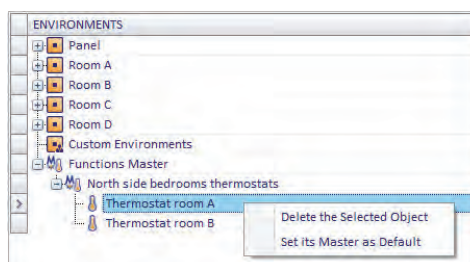 ENVIRONMENTS
Panel
Room A
Room B
Room C
Room D
Custom Environments
Functions Master
North side bedrooms thermostats
Thermostat room A
Thermostat room B
Delete the Selected Object
Set its Master as Default